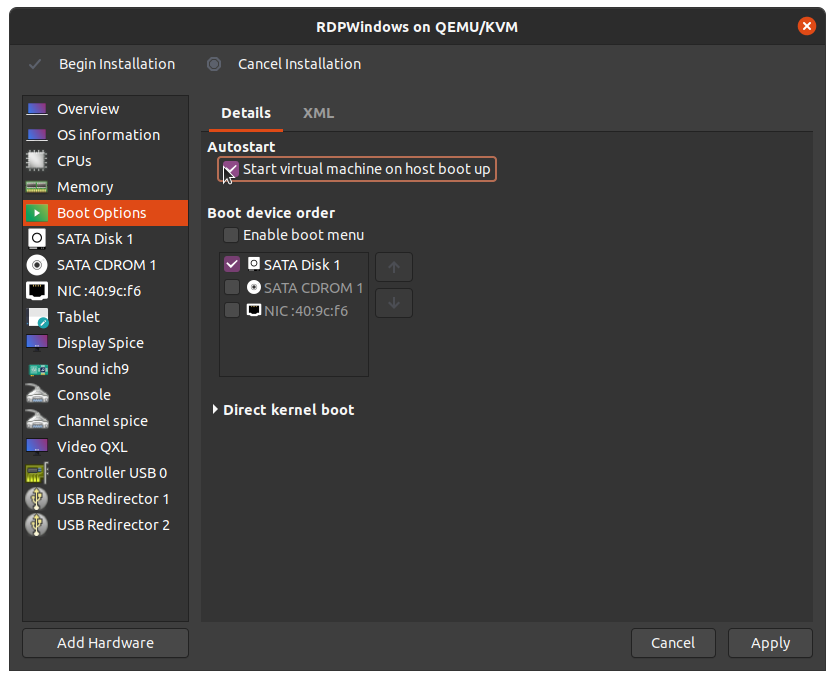 RDPWindows on QEMU/KVM
Begin Installation
Cancel Installation
Overview
OS information
CPUs
Memory
Boot Options
SATA Disk 1
SATA CDROM 1
NIC :40:9c:f6
Tablet
Display Spice
Sound ich9
Console
Channel spice
Video QXL
Controller USB 0
USB Redirector 1
USB Redirector 2
Add Hardware
Details
XML
Autostart
Start virtual machine on host boot up
Boot device order
Enable boot menu
SATA Disk 1
SATA CDROM 1
NIC :40:9c:f6
Direct kernel boot
Cancel
Apply